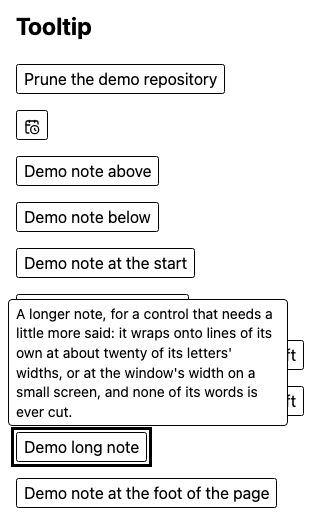 Tooltip
Prune the demo repository
Demo note above
Demo note below
Demo note at the start
A longer note, for a control that needs a
little more said: it wraps onto lines of its
own at about twenty of its letters'
widths, or at the window's width on a
small screen, and none of its words is
ever cut.
Demo long note
Demo note at the foot of the page